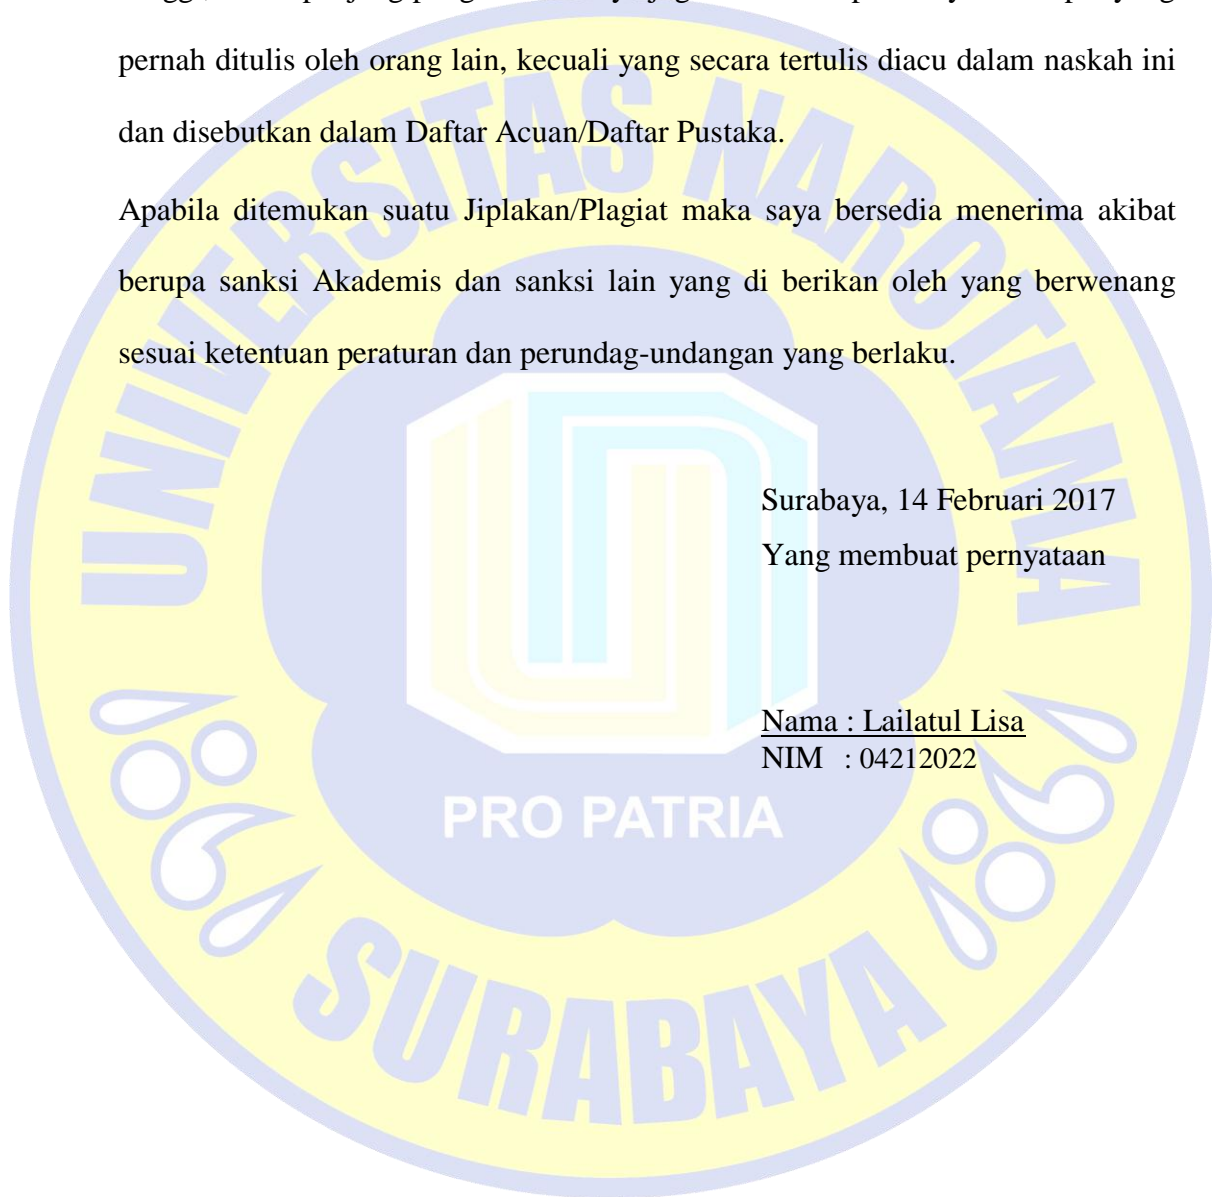 pernah ditulis oleh orang lain, kecuali yang secara tertulis diacu dalam naskah ini
dan disebutkan dalam Daftar Acuan/Daftar Pustaka.
Apabila ditemukan suatu Jiplakan/Plagiat maka saya bersedia menerima akibat
berupa sanksi Akademis dan sanksi lain yang di berikan oleh yang berwenang
sesuai ketentuan peraturan dan perundag-undangan yang berlaku.
Surabaya, 14 Februari 2017
Yang membuat pernyataan
Nama : Lailatul Lisa
NIM : 04212022
UNIVERSITAS NAROTAMA
PRO PATRIA
SURABAYA